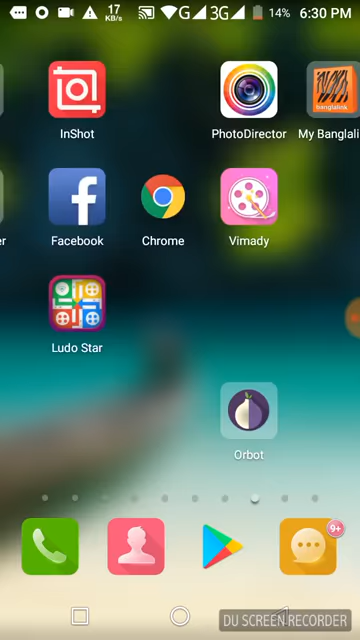 17
KB/s
G
3G
14%
6:30 PM
InShot
PhotoDirector
My Banglali
banglalink
er
Facebook
Chrome
Vimady
Ludo Star
Orbot
9+
DU SCREEN RECORDER